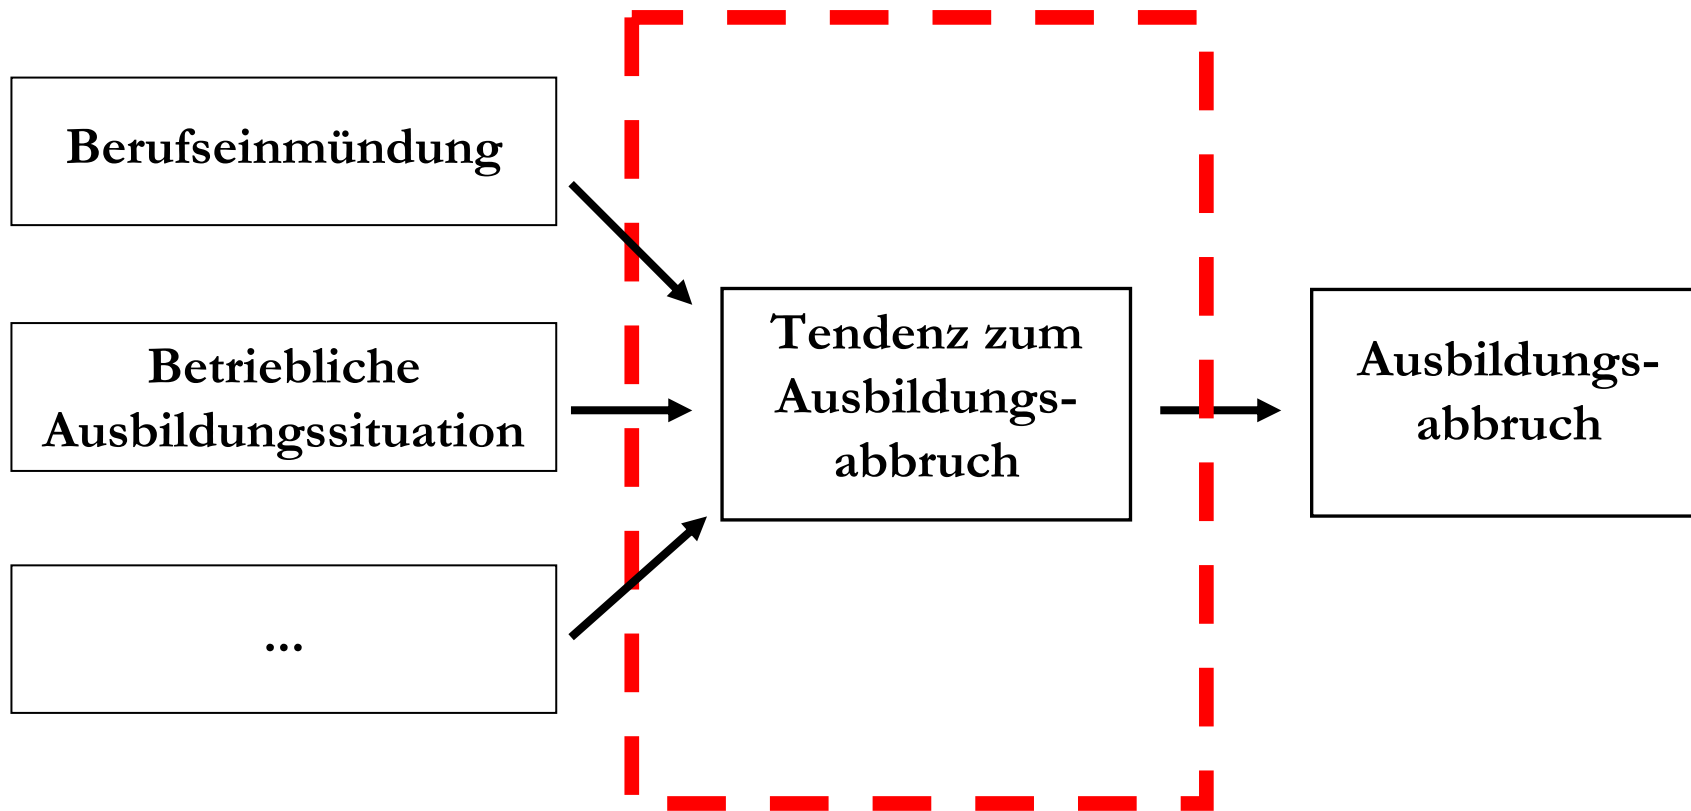 Berufseinmündung
Betriebliche
Ausbildungssituation
...
Tendenz zum
Ausbildungs-
abbruch
Ausbildungs-
abbruch